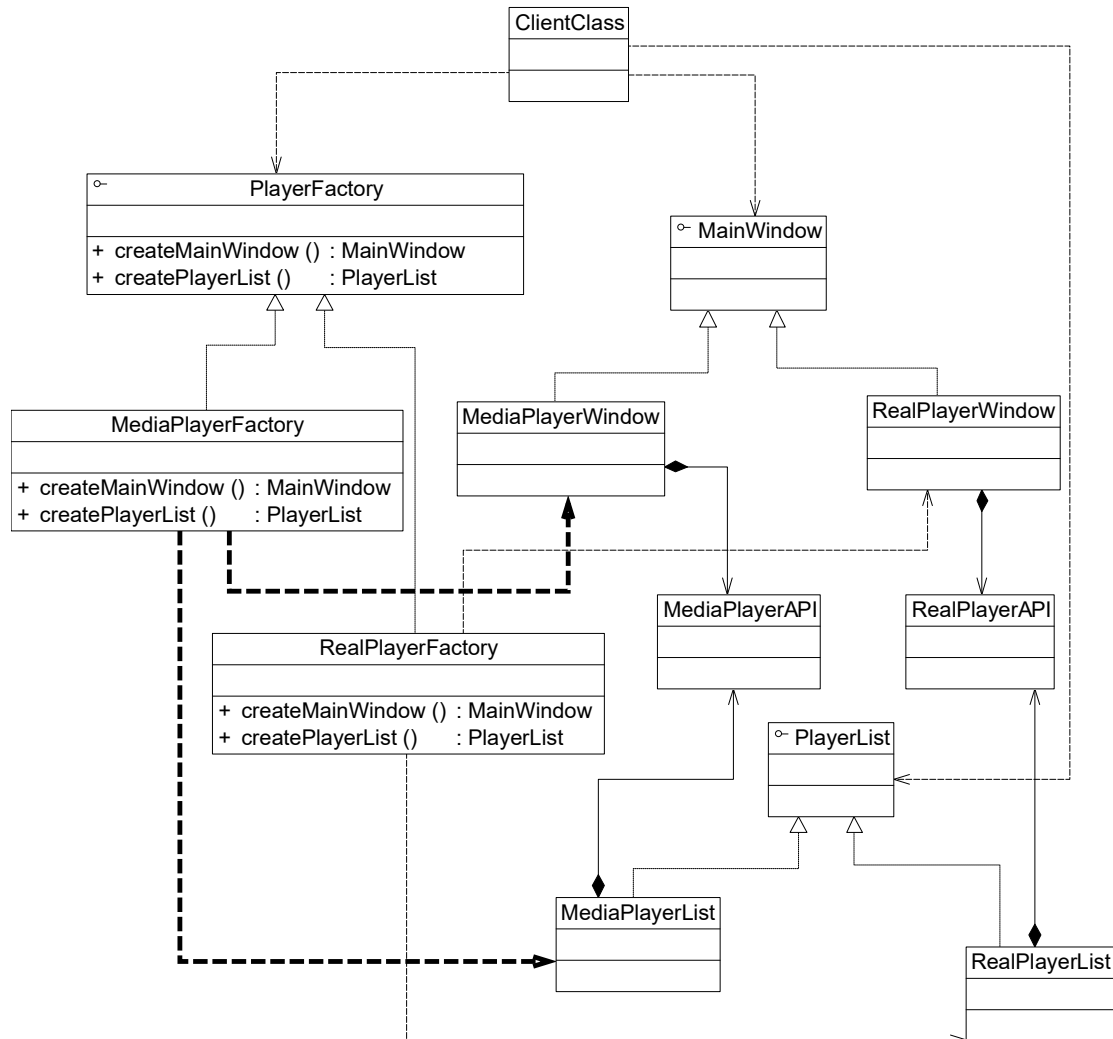 ClientClass
PlayerFactory
+ createMainWindow () : MainWindow
+ createPlayerList () : PlayerList
MainWindow
MediaPlayerFactory
+ createMainWindow () : MainWindow
+ createPlayerList () : PlayerList
MediaPlayerWindow
RealPlayerWindow
MediaPlayerAPI
RealPlayerAPI
RealPlayerFactory
+ createMainWindow () : MainWindow
+ createPlayerList () : PlayerList
PlayerList
MediaPlayerList
RealPlayerList